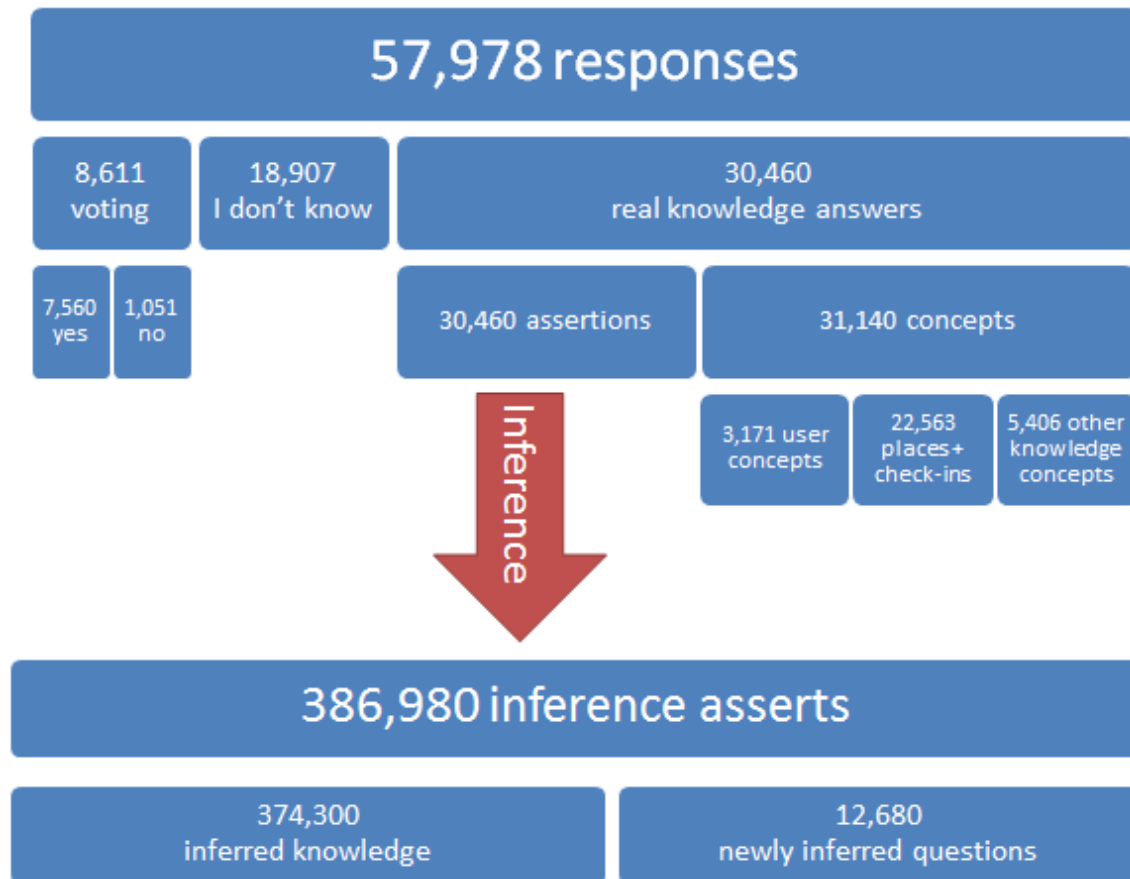 57,978 responses
8,611
voting
18,907
I don't know
30,460
real knowledge answers
7,560
yes
1,051
no
30,460 assertions
31,140 concepts
3,171 user
concepts
22,563
places+
check-ins
5,406 other
knowledge
concepts
Inference
386,980 inference asserts
374,300
inferred knowledge
12,680
newly inferred questions